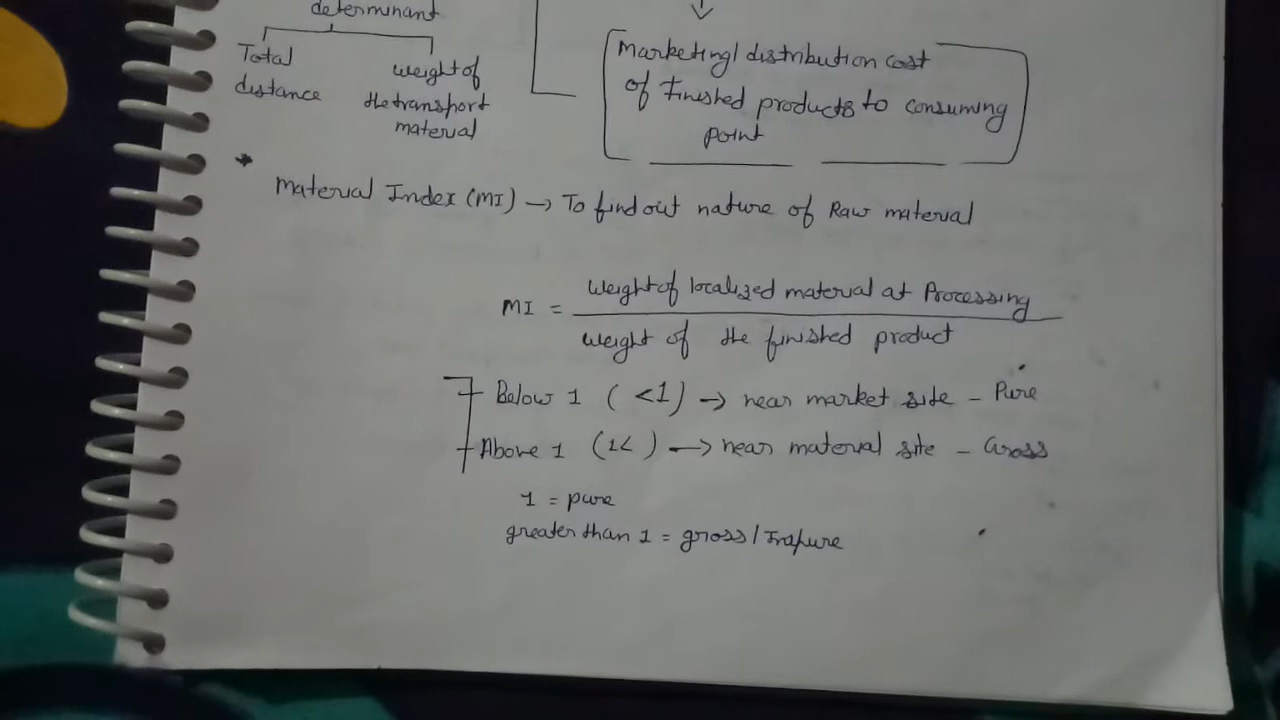 determinant
Total distance
weight of the transport material
Marketing/distribution cost
of Finished products to consuming
point
* Material Index (MI) → To find out nature of Raw material
MI = weight of localized material at Processing
weight of the finished product
Below 1 ( <1) → near market site - Pure
Above 1 (1< ) → near material site - Gross
1 = pure
greater than 1 = gross/Impure